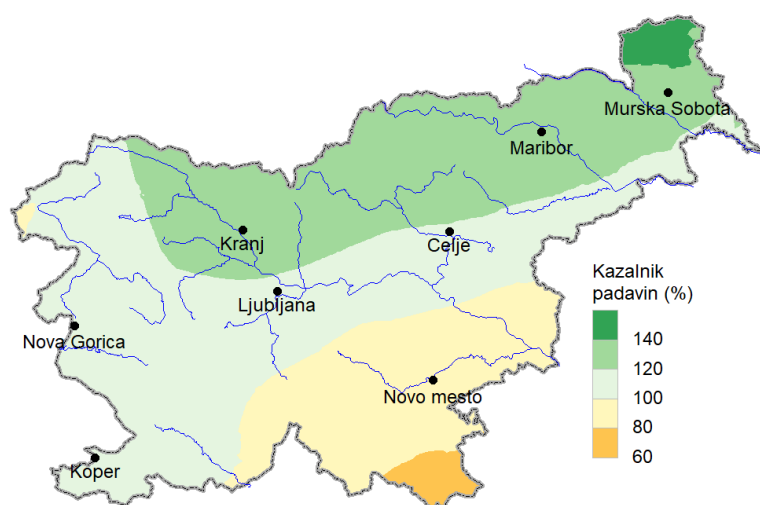 Murska Sobota
Maribor
Kranj
Celje
Ljubljana
Nova Gorica
Novo mesto
Koper
Kazalnik
padavin (%)
140
120
100
80
60